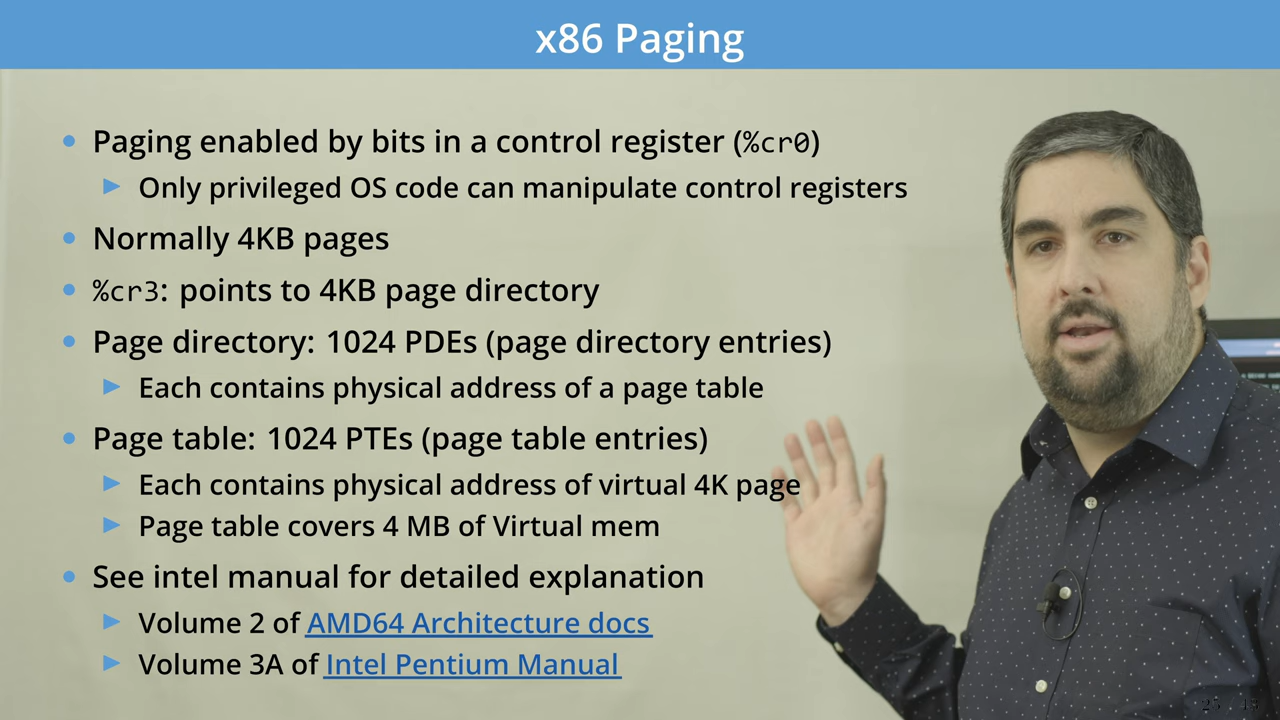 x86 Paging
Paging enabled by bits in a control register (%cr0)
Only privileged OS code can manipulate control registers
Normally 4KB pages
%cr3: points to 4KB page directory
Page directory: 1024 PDEs (page directory entries)
Each contains physical address of a page table
Page table: 1024 PTEs (page table entries)
Each contains physical address of virtual 4K page
Page table covers 4 MB of Virtual mem
See intel manual for detailed explanation
Volume 2 of AMD64 Architecture docs
Volume 3A of Intel Pentium Manual